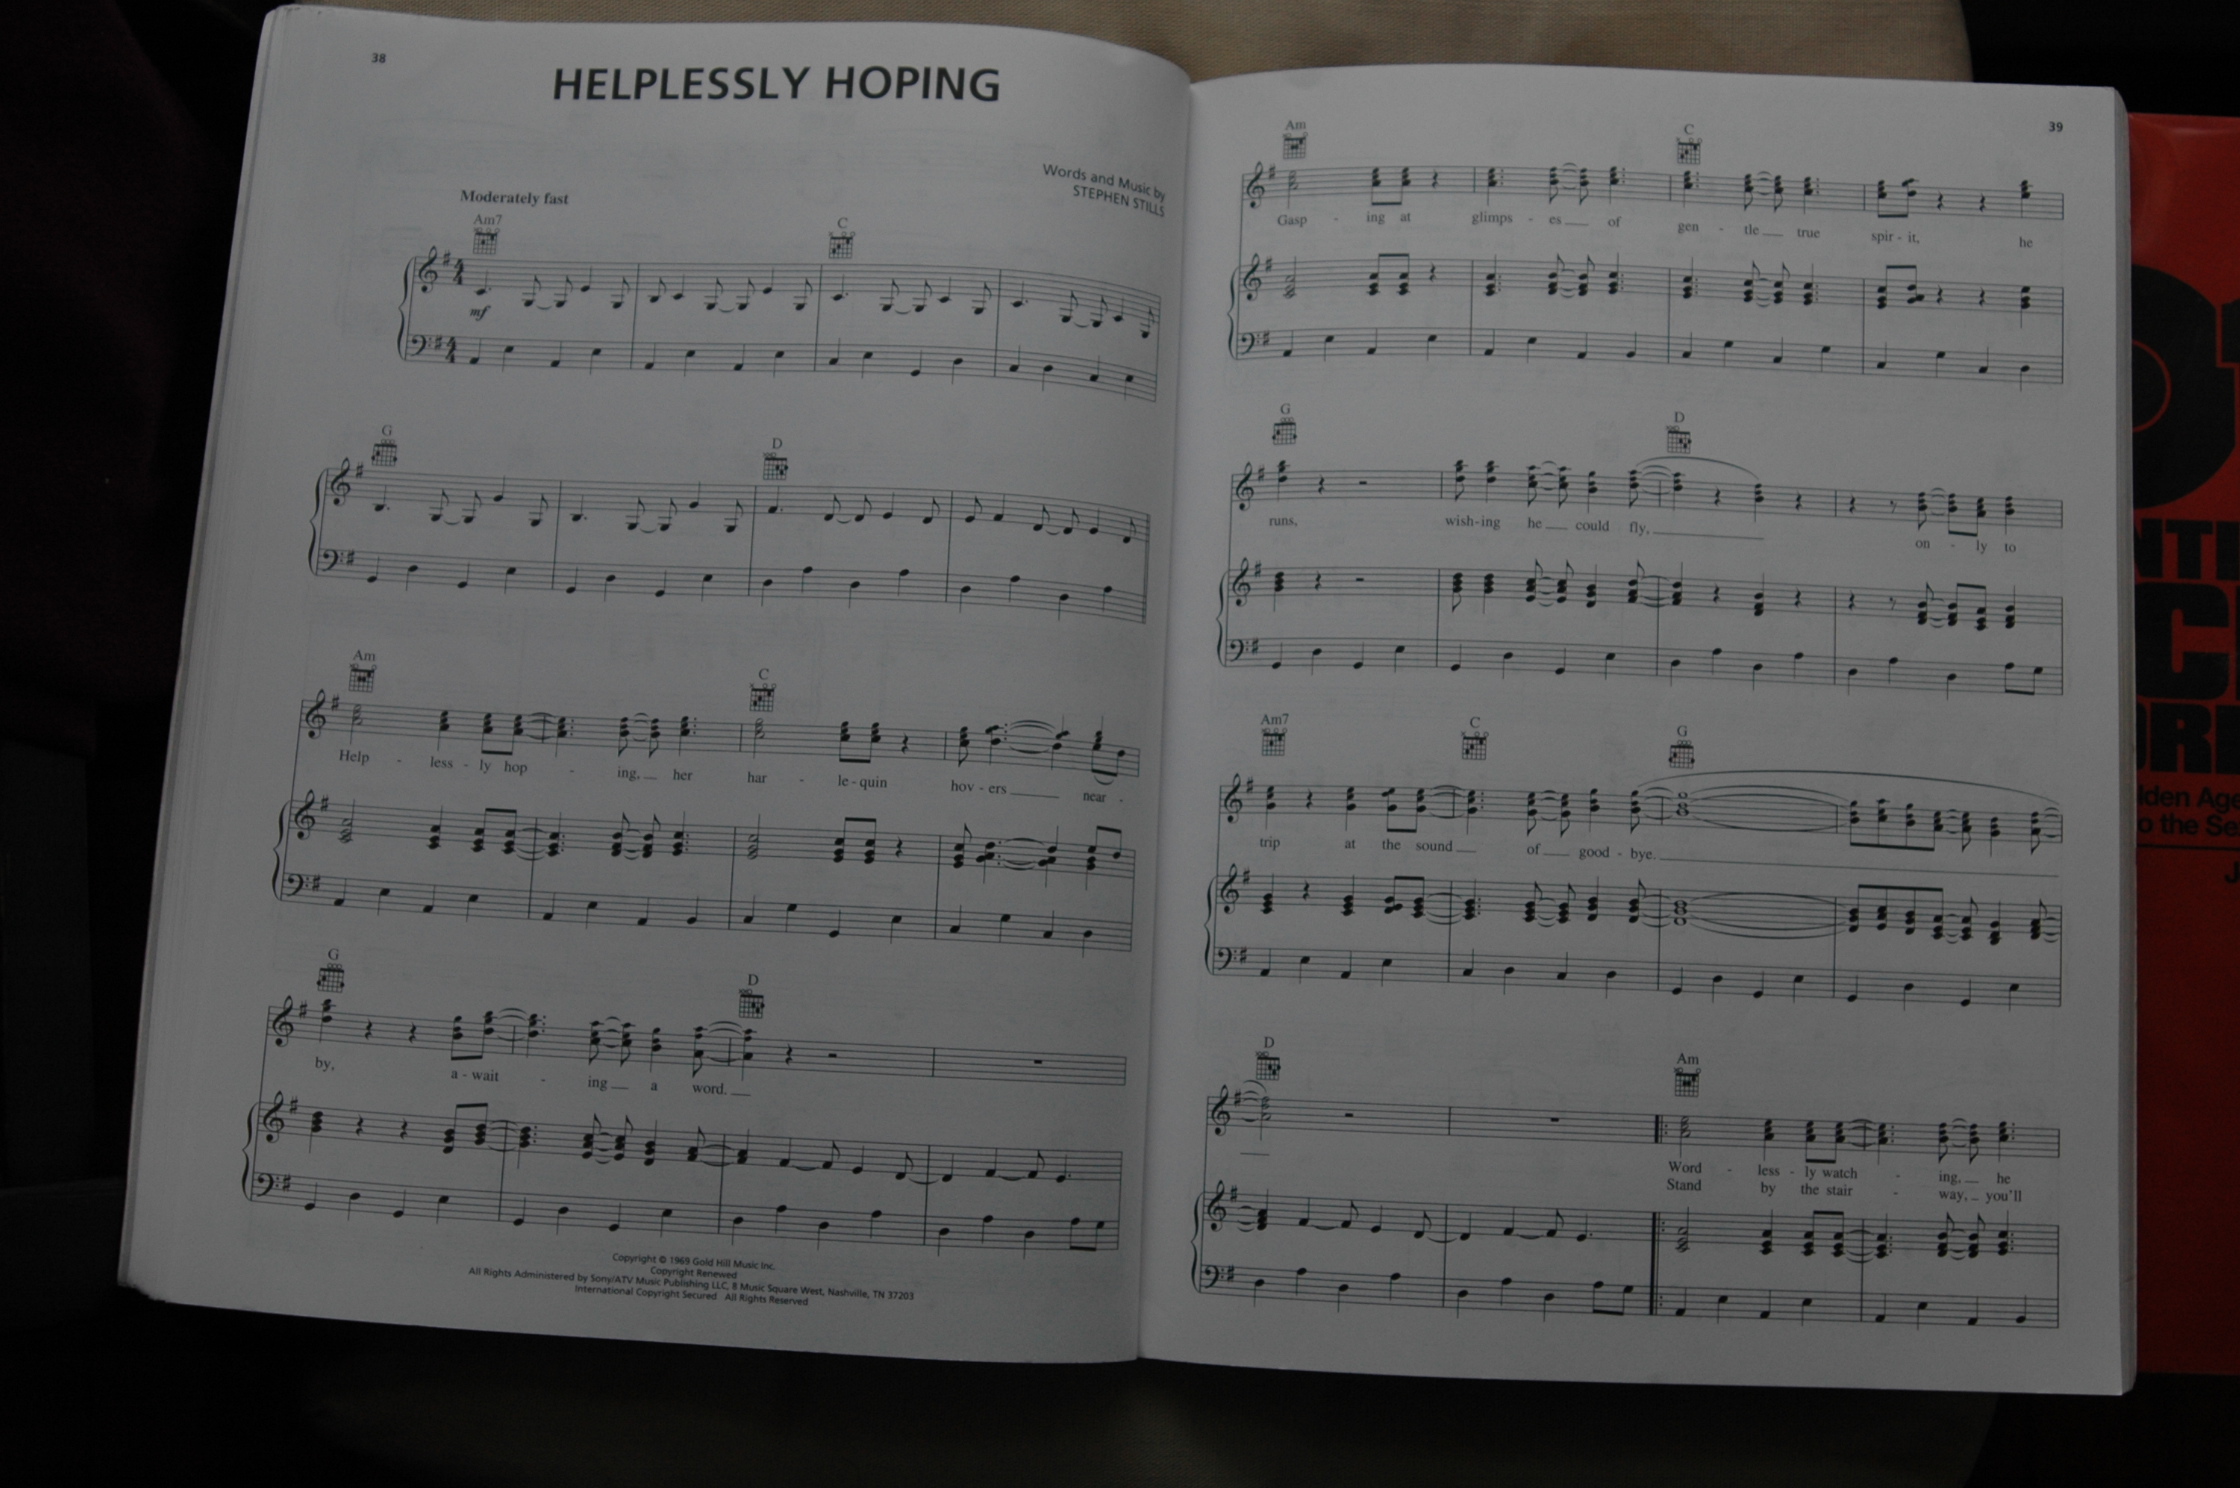 38
HELPLESSLY HOPING
Words and Music by
STEPHEN STILLS
Moderately fast
Am7 C
mf
G D
Am C
Help - less - ly hop - ing, her har - le - quin hov - ers near -
G D
by, a - wait - ing a word.
Copyright © 1969 Gold Hill Music Inc.
Copyright Renewed
All Rights Administered by Sony/ATV Music Publishing LLC, 8 Music Square West, Nashville, TN 37203
International Copyright Secured All Rights Reserved
39
Am C
Gasp - ing at glimps - es of gen - tle true spir - it, he
G D
runs, wish - ing he could fly, on - ly to
Am7 C G
trip at the sound of good - bye.
D Am
Word - less - ly watch - ing, he
Stand by the stair - way, you'll
lden Age
o the Se